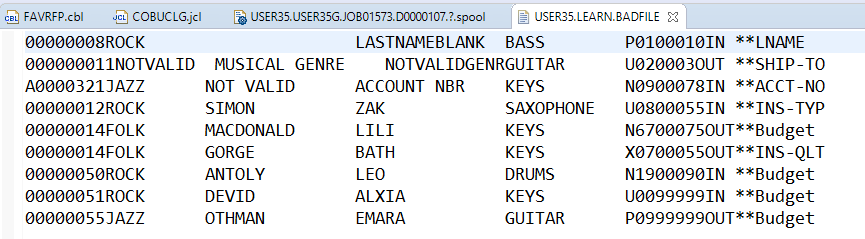 FAVRFP.cbl    COBUCLG.jcl    USER35.USER35G.JOB01573.D0000107.?.spool    USER35.LEARN.BADFILE
00000008ROCK                LASTNAMEBLANK  BASS       P0100010IN **LNAME
000000011NOTVALID  MUSICAL GENRE    NOTVALIDGENRGUITAR     U020003OUT **SHIP-TO
A0000321JAZZ      NOT VALID      ACCOUNT NBR    KEYS       N0900078IN **ACCT-NO
00000012ROCK      SIMON          ZAK            SAXOPHONE  U0800055IN **INS-TYP
00000014FOLK      MACDONALD      LILI           KEYS       N6700075OUT**Budget
00000014FOLK      GORGE          BATH           KEYS       X0700055OUT**INS-QLT
00000050ROCK      ANTOLY         LEO            DRUMS      N1900090IN **Budget
00000051ROCK      DEVID          ALXIA          KEYS       U0099999IN **Budget
00000055JAZZ      OTHMAN         EMARA          GUITAR     P0999999OUT**Budget